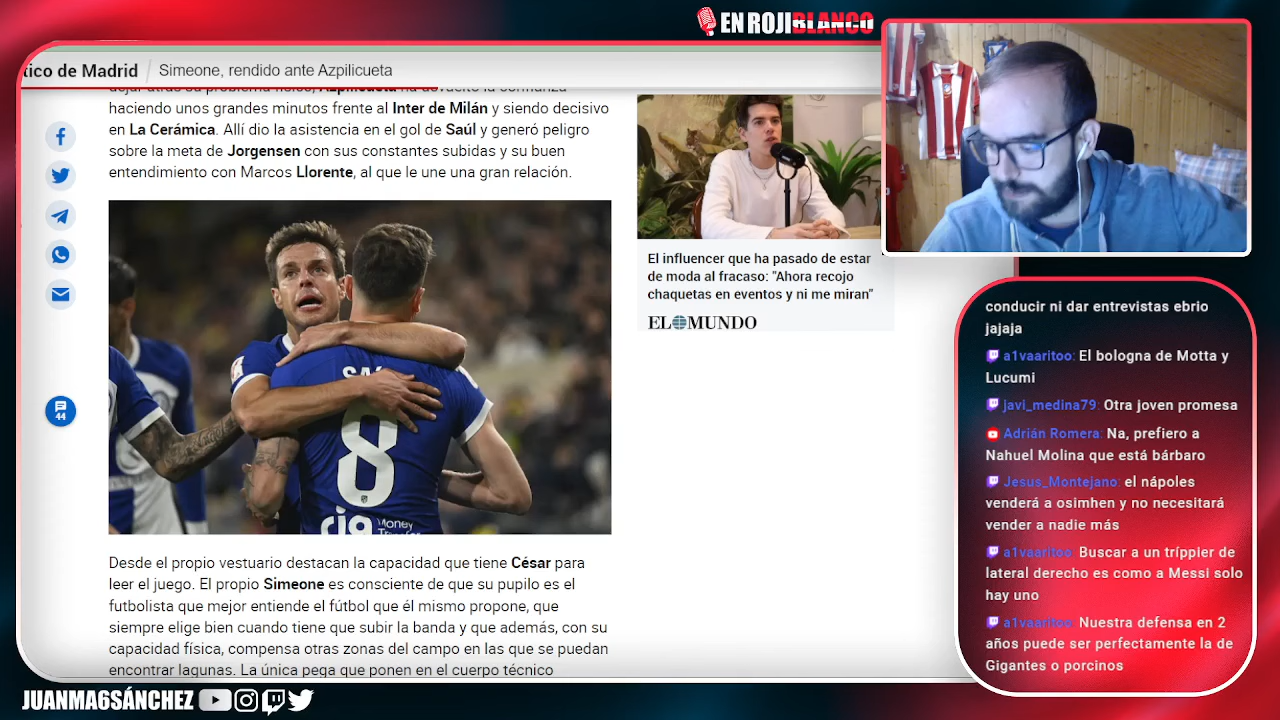 EN ROJIBLANCO
tico de Madrid
Simeone, rendido ante Azpilicueta
haciendo unos grandes minutos frente al Inter de Milán y siendo decisivo
en La Cerámica. Allí dio la asistencia en el gol de Saúl y generó peligro
sobre la meta de Jorgensen con sus constantes subidas y su buen
entendimiento con Marcos Llorente, al que le une una gran relación.
44
8
cia Money
Desde el propio vestuario destacan la capacidad que tiene César para
leer el juego. El propio Simeone es consciente de que su pupilo es el
futbolista que mejor entiende el fútbol que él mismo propone, que
siempre elige bien cuando tiene que subir la banda y que además, con su
capacidad física, compensa otras zonas del campo en las que se puedan
encontrar lagunas. La única pega que ponen en el cuerpo técnico
El influencer que ha pasado de estar
de moda al fracaso: "Ahora recojo
chaquetas en eventos y ni me miran"
EL MUNDO
conducir ni dar entrevistas ebrio
jajaja
a1vaaritoo: El bologna de Motta y
Lucumi
javi_medina79: Otra joven promesa
Adrián Romera: Na, prefiero a
Nahuel Molina que está bárbaro
Jesus_Montejano: el nápoles
venderá a osimhen y no necesitará
vender a nadie más
a1vaaritoo: Buscar a un tríppier de
lateral derecho es como a Messi solo
hay uno
a1vaaritoo: Nuestra defensa en 2
años puede ser perfectamente la de
Gigantes o porcinos
JUANMA6SÁNCHEZ